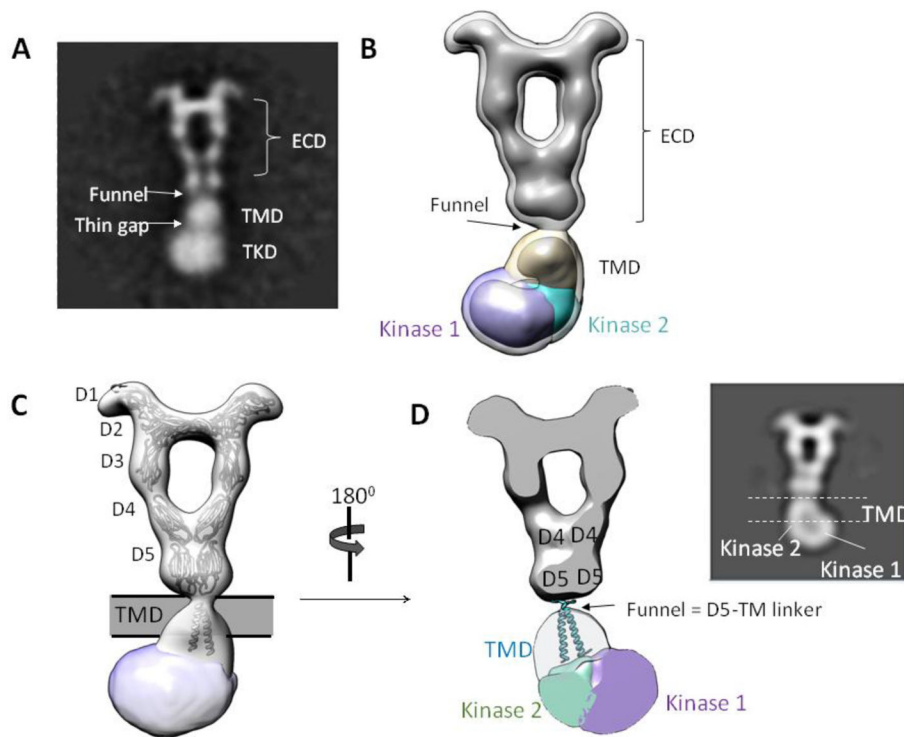 A
ECD
Funnel
Thin gap
TMD
TKD
B
ECD
Funnel
TMD
Kinase 1
Kinase 2
C
D1
D2
D3
D4
D5
TMD
180⁰
D
D4 D4
D5 D5
Funnel = D5-TM linker
TMD
Kinase 2
Kinase 1
TMD
Kinase 2
Kinase 1